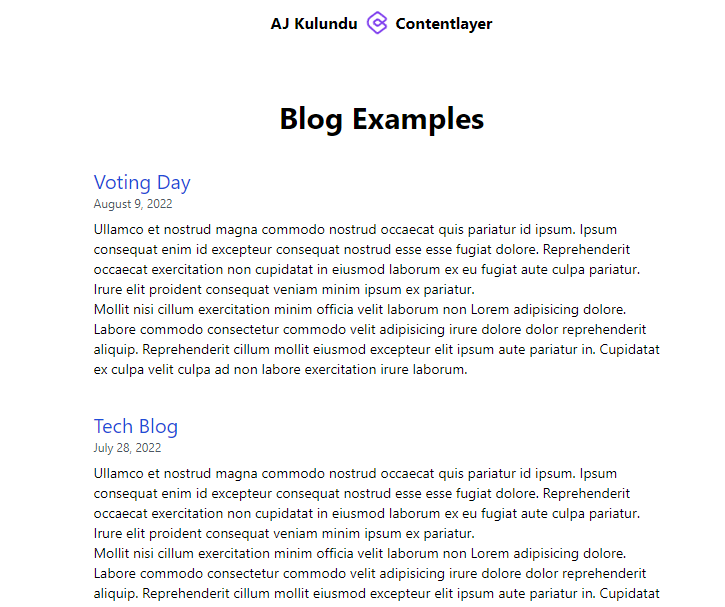 AJ Kulundu Contentlayer
Blog Examples
Voting Day
August 9, 2022
Ullamco et nostrud magna commodo nostrud occaecat quis pariatur id ipsum. Ipsum
consequat enim id excepteur consequat nostrud esse esse fugiat dolore. Reprehenderit
occaecat exercitation non cupidatat in eiusmod laborum ex eu fugiat aute culpa pariatur.
Irure elit proident consequat veniam minim ipsum ex pariatur.
Mollit nisi cillum exercitation minim officia velit laborum non Lorem adipisicing dolore.
Labore commodo consectetur commodo velit adipisicing irure dolore dolor reprehenderit
aliquip. Reprehenderit cillum mollit eiusmod excepteur elit ipsum aute pariatur in. Cupidatat
ex culpa velit culpa ad non labore exercitation irure laborum.
Tech Blog
July 28, 2022
Ullamco et nostrud magna commodo nostrud occaecat quis pariatur id ipsum. Ipsum
consequat enim id excepteur consequat nostrud esse esse fugiat dolore. Reprehenderit
occaecat exercitation non cupidatat in eiusmod laborum ex eu fugiat aute culpa pariatur.
Irure elit proident consequat veniam minim ipsum ex pariatur.
Mollit nisi cillum exercitation minim officia velit laborum non Lorem adipisicing dolore.
Labore commodo consectetur commodo velit adipisicing irure dolore dolor reprehenderit
aliquip. Reprehenderit cillum mollit eiusmod excepteur elit ipsum aute pariatur in. Cupidatat